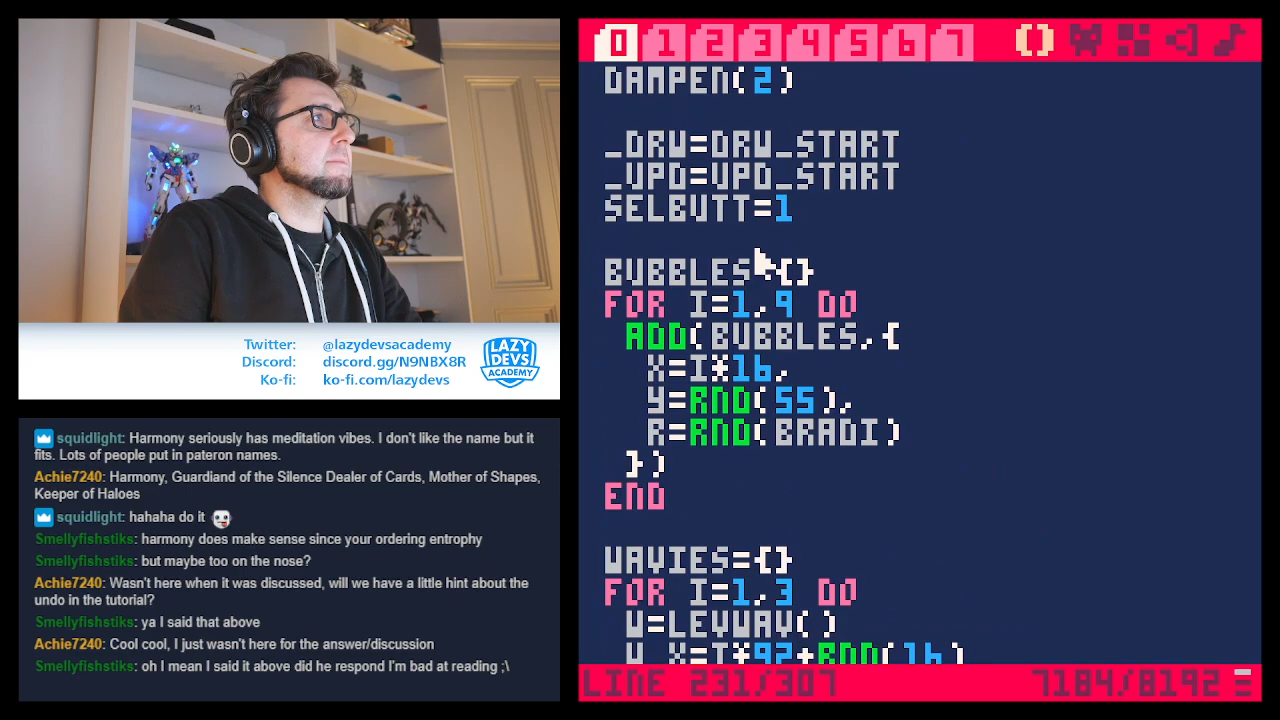 Twitter: @lazydevsacademy
Discord: discord.gg/N9NBX8R
Ko-fi: ko-fi.com/lazydevs
LAZY
DEVS
ACADEMY
squidlight: Harmony seriously has meditation vibes. I don't like the name but it
fits. Lots of people put in pateron names.
Achie7240: Harmony, Guardiand of the Silence Dealer of Cards, Mother of Shapes,
Keeper of Haloes
squidlight: hahaha do it
Smellyfishstiks: harmony does make sense since your ordering entrophy
Smellyfishstiks: but maybe too on the nose?
Achie7240: Wasn't here when it was discussed, will we have a little hint about the
undo in the tutorial?
Smellyfishstiks: ya I said that above
Achie7240: Cool cool, I just wasn't here for the answer/discussion
Smellyfishstiks: oh I mean I said it above did he respond I'm bad at reading ;\
0 1 2 3 4 5 6 7 ()
DAMPEN(2)
_DRW=DRW_START
_UPD=UPD_START
SELBUTT=1
BUBBLES={}
FOR I=1,9 DO
ADD(BUBBLES,{
X=I*16,
Y=RND(55),
R=RND(BRADI)
})
END
WAVIES={}
FOR I=1,3 DO
W=LEVWAV()
W.X=I*92+RND(16)
LINE 231/307 7184/8192